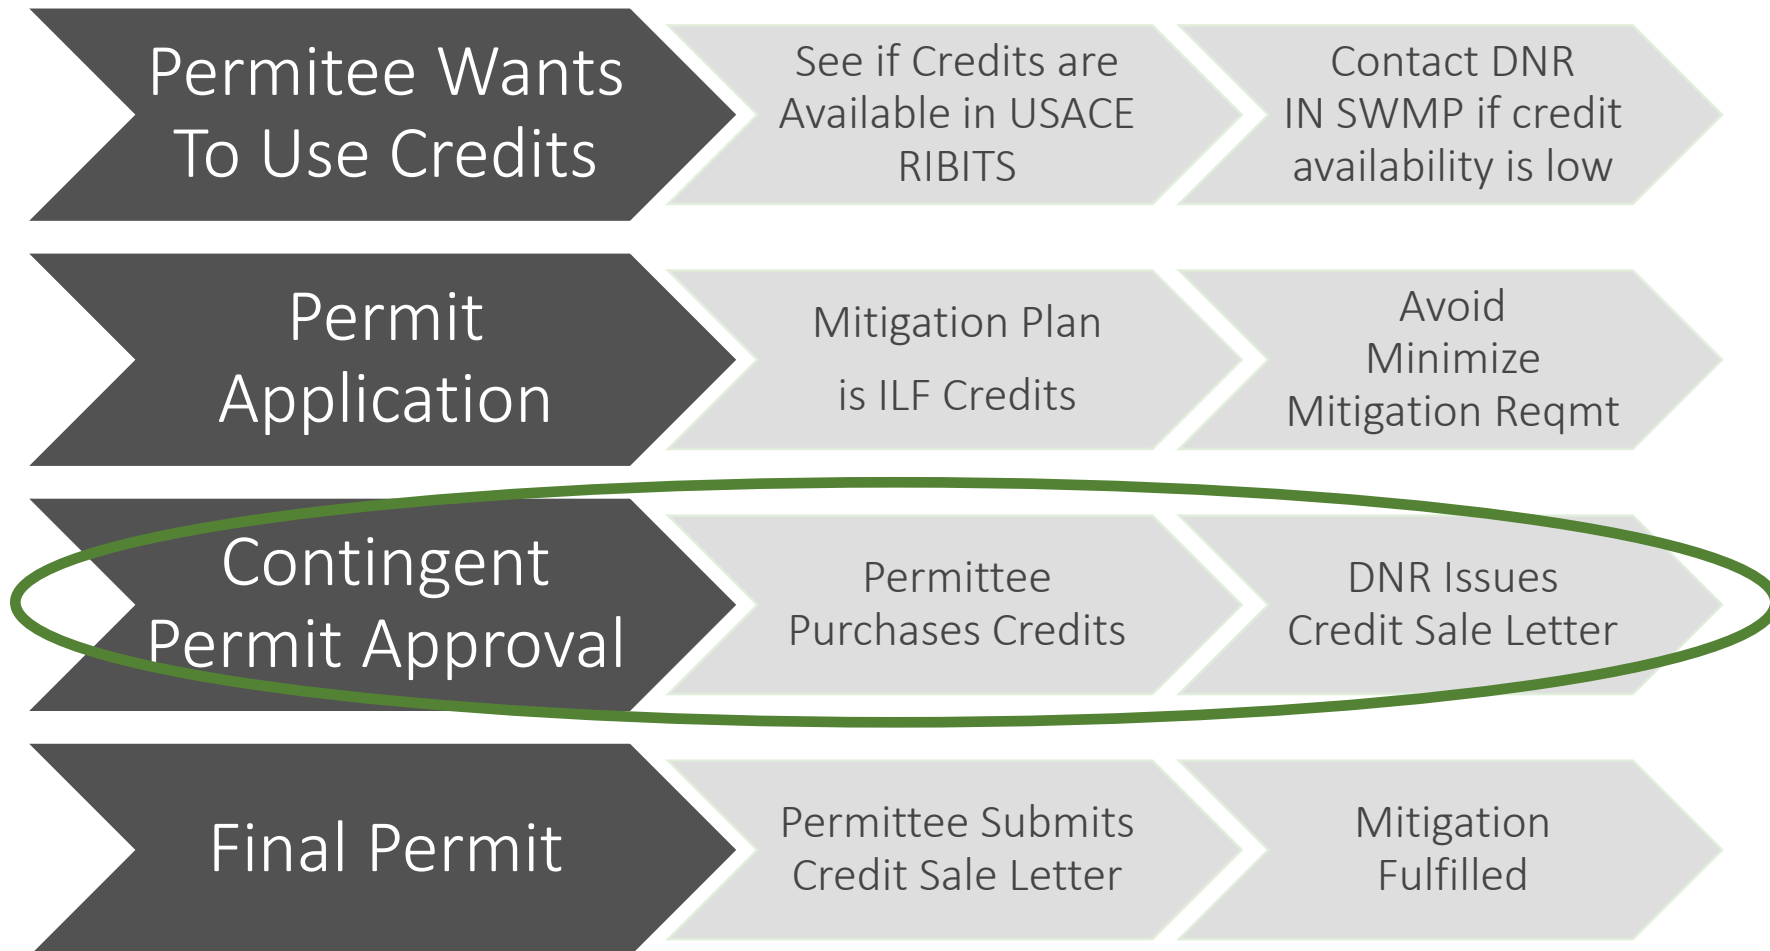 Permitee Wants
To Use Credits
See if Credits are
Available in USACE
RIBITS
Contact DNR
IN SWMP if credit
availability is low
Permit
Application
Mitigation Plan
is ILF Credits
Avoid
Minimize
Mitigation Reqmt
Contingent
Permit Approval
Permittee
Purchases Credits
DNR Issues
Credit Sale Letter
Final Permit
Permittee Submits
Credit Sale Letter
Mitigation
Fulfilled